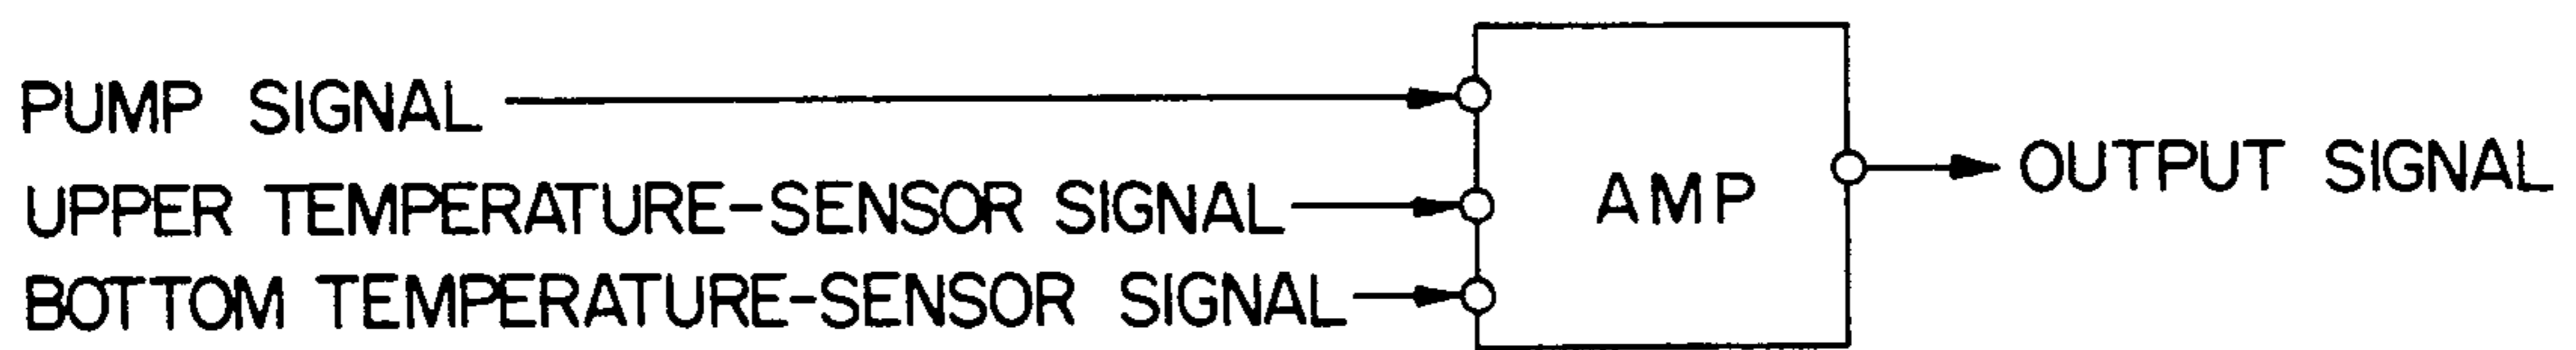 PUMP SIGNAL
UPPER TEMPERATURE-SENSOR SIGNAL
BOTTOM TEMPERATURE-SENSOR SIGNAL
AMP
OUTPUT SIGNAL